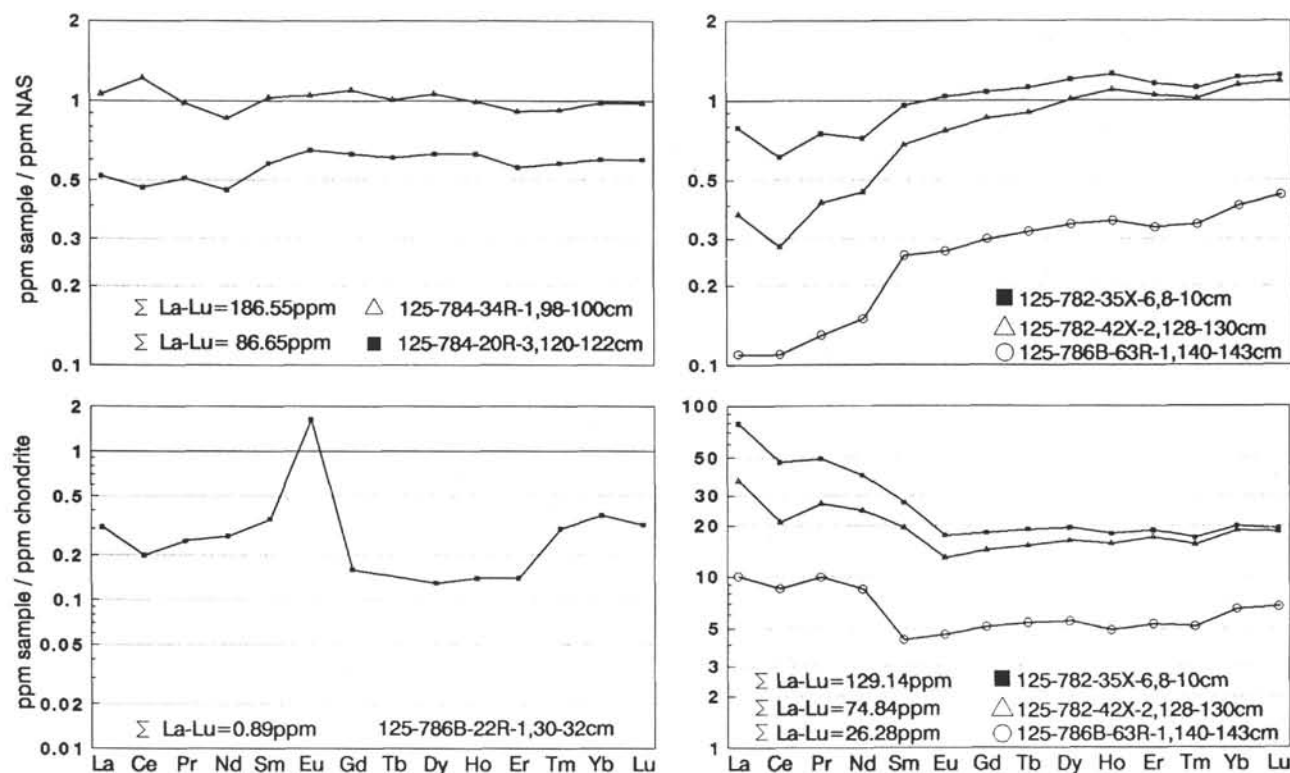 ppm sample / ppm NAS
2
1
0.5
0.3
0.2
0.1
∑ La-Lu=186.55ppm △ 125-784-34R-1,98-100cm
∑ La-Lu= 86.65ppm ■ 125-784-20R-3,120-122cm
2
1
0.5
0.3
0.2
0.1
■ 125-782-35X-6,8-10cm
△ 125-782-42X-2,128-130cm
○ 125-786B-63R-1,140-143cm
ppm sample / ppm chondrite
2
1
0.5
0.2
0.1
0.05
0.02
0.01
∑ La-Lu=0.89ppm 125-786B-22R-1,30-32cm
La Ce Pr Nd Sm Eu Gd Tb Dy Ho Er Tm Yb Lu
100
50
30
20
10
5
3
2
1
∑ La-Lu=129.14ppm ■ 125-782-35X-6,8-10cm
∑ La-Lu=74.84ppm △ 125-782-42X-2,128-130cm
∑ La-Lu=26.28ppm ○ 125-786B-63R-1,140-143cm
La Ce Pr Nd Sm Eu Gd Tb Dy Ho Er Tm Yb Lu